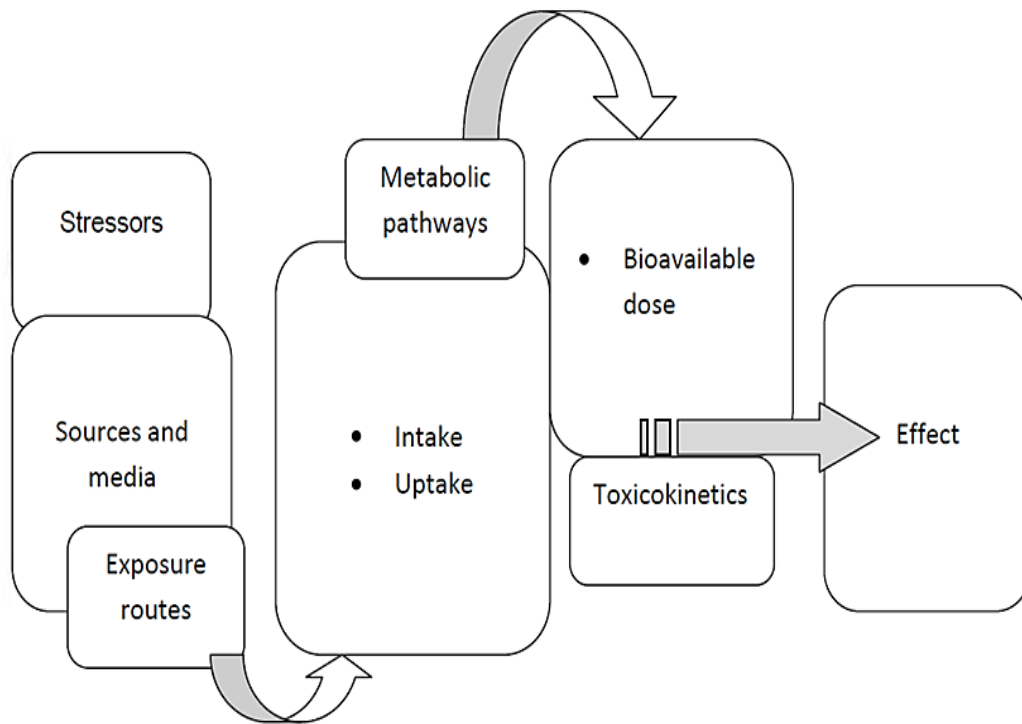 Stressors
Sources and
media
Exposure
routes
Metabolic
pathways
• Intake
• Uptake
• Bioavailable
dose
Toxicokinetics
Effect